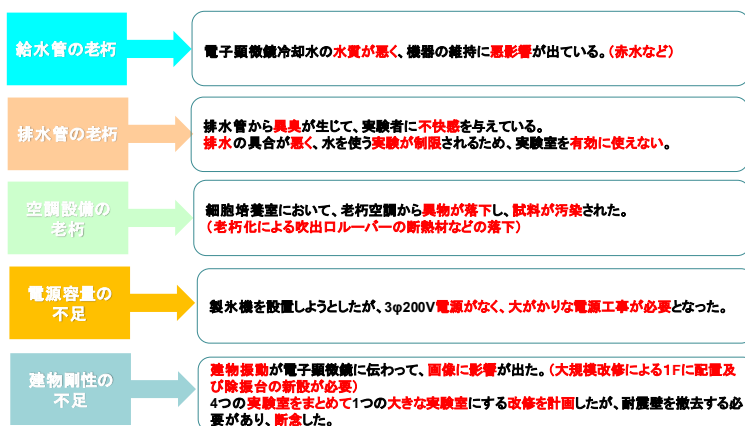 給水管の老朽
電子顕微鏡冷却水の水質が悪く、機器の維持に悪影響が出ている。(赤水など)
排水管の老朽
排水管から異臭が生じて、実験者に不快感を与えている。
排水の具合が悪く、水を使う実験が制限されるため、実験室を有効に使えない。
空調設備の
老朽
細胞培養室において、老朽空調から異物が落下し、試料が汚染された。
(老朽化による吹出口ルーバーの断熱材などの落下)
電源容量の
不足
製氷機を設置しようとしたが、3φ200V電源がなく、大がかりな電源工事が必要となった。
建物剛性の
不足
建物振動が電子顕微鏡に伝わって、画像に影響が出た。(大規模改修による1Fに配置及
び除振台の新設が必要)
4つの実験室をまとめて1つの大きな実験室にする改修を計画したが、耐震壁を撤去する必
要があり、断念した。